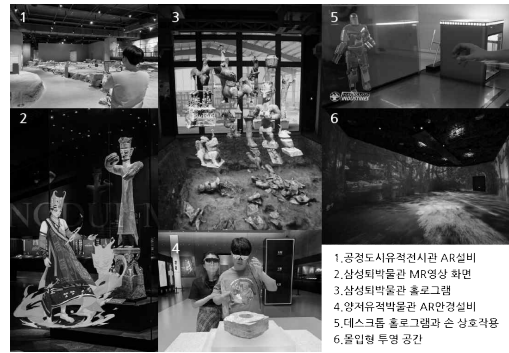 1
2
3
4
5
6
1.공정도시유적전시관 AR설비
2.삼성퇴박물관 MR영상 화면
3.삼성퇴박물관 홀로그램
4.양저유적박물관 AR안경설비
5.데스크톱 홀로그램과 손 상호작용
6.몰입형 투영 공간